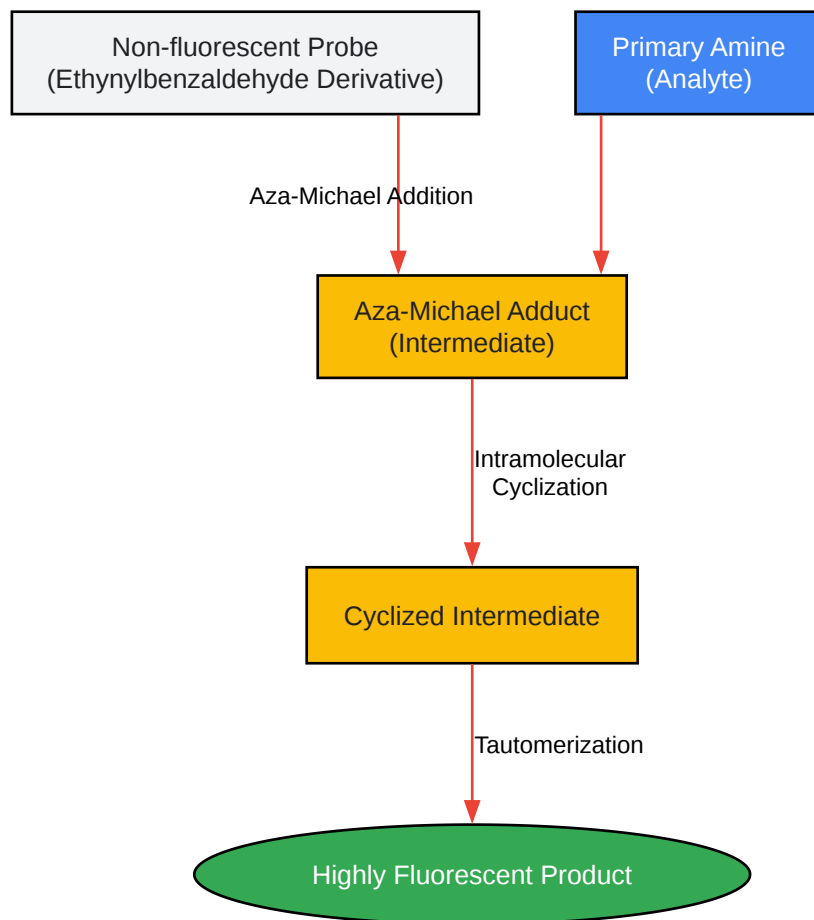 Non-fluorescent Probe
(Ethynylbenzaldehyde Derivative)
Primary Amine
(Analyte)
Aza-Michael Addition
Aza-Michael Adduct
(Intermediate)
Intramolecular
Cyclization
Cyclized Intermediate
Tautomerization
Highly Fluorescent Product